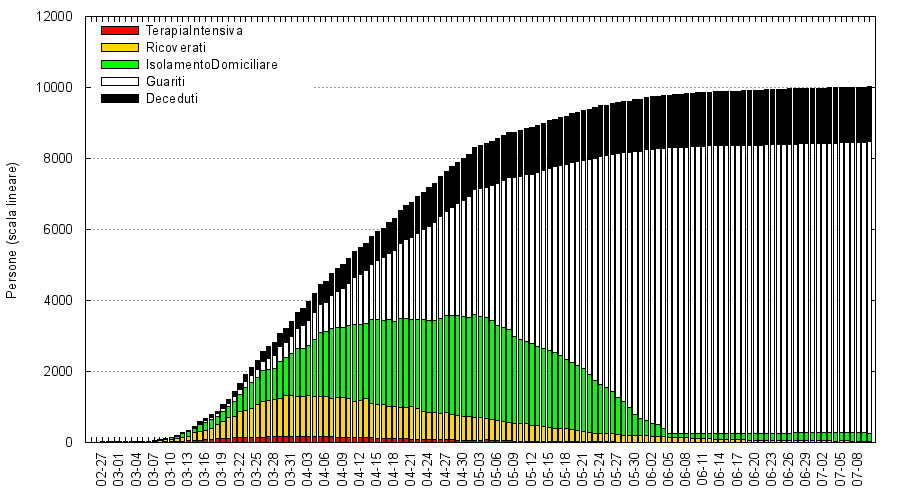 12000
TerapiaIntensiva
Ricoverati
IsolamentoDomiciliare
Guariti
Deceduti
10000
8000
6000
4000
2000
0
Persone (scala lineare)
02-27 03-01 03-04 03-07 03-10 03-13 03-16 03-19 03-22 03-25 03-28 03-31 04-03 04-06 04-09 04-12 04-15 04-18 04-21 04-24 04-27 04-30 05-03 05-06 05-09 05-12 05-15 05-18 05-21 05-24 05-27 05-30 06-02 06-05 06-08 06-11 06-14 06-17 06-20 06-23 06-26 06-29 07-02 07-05 07-08